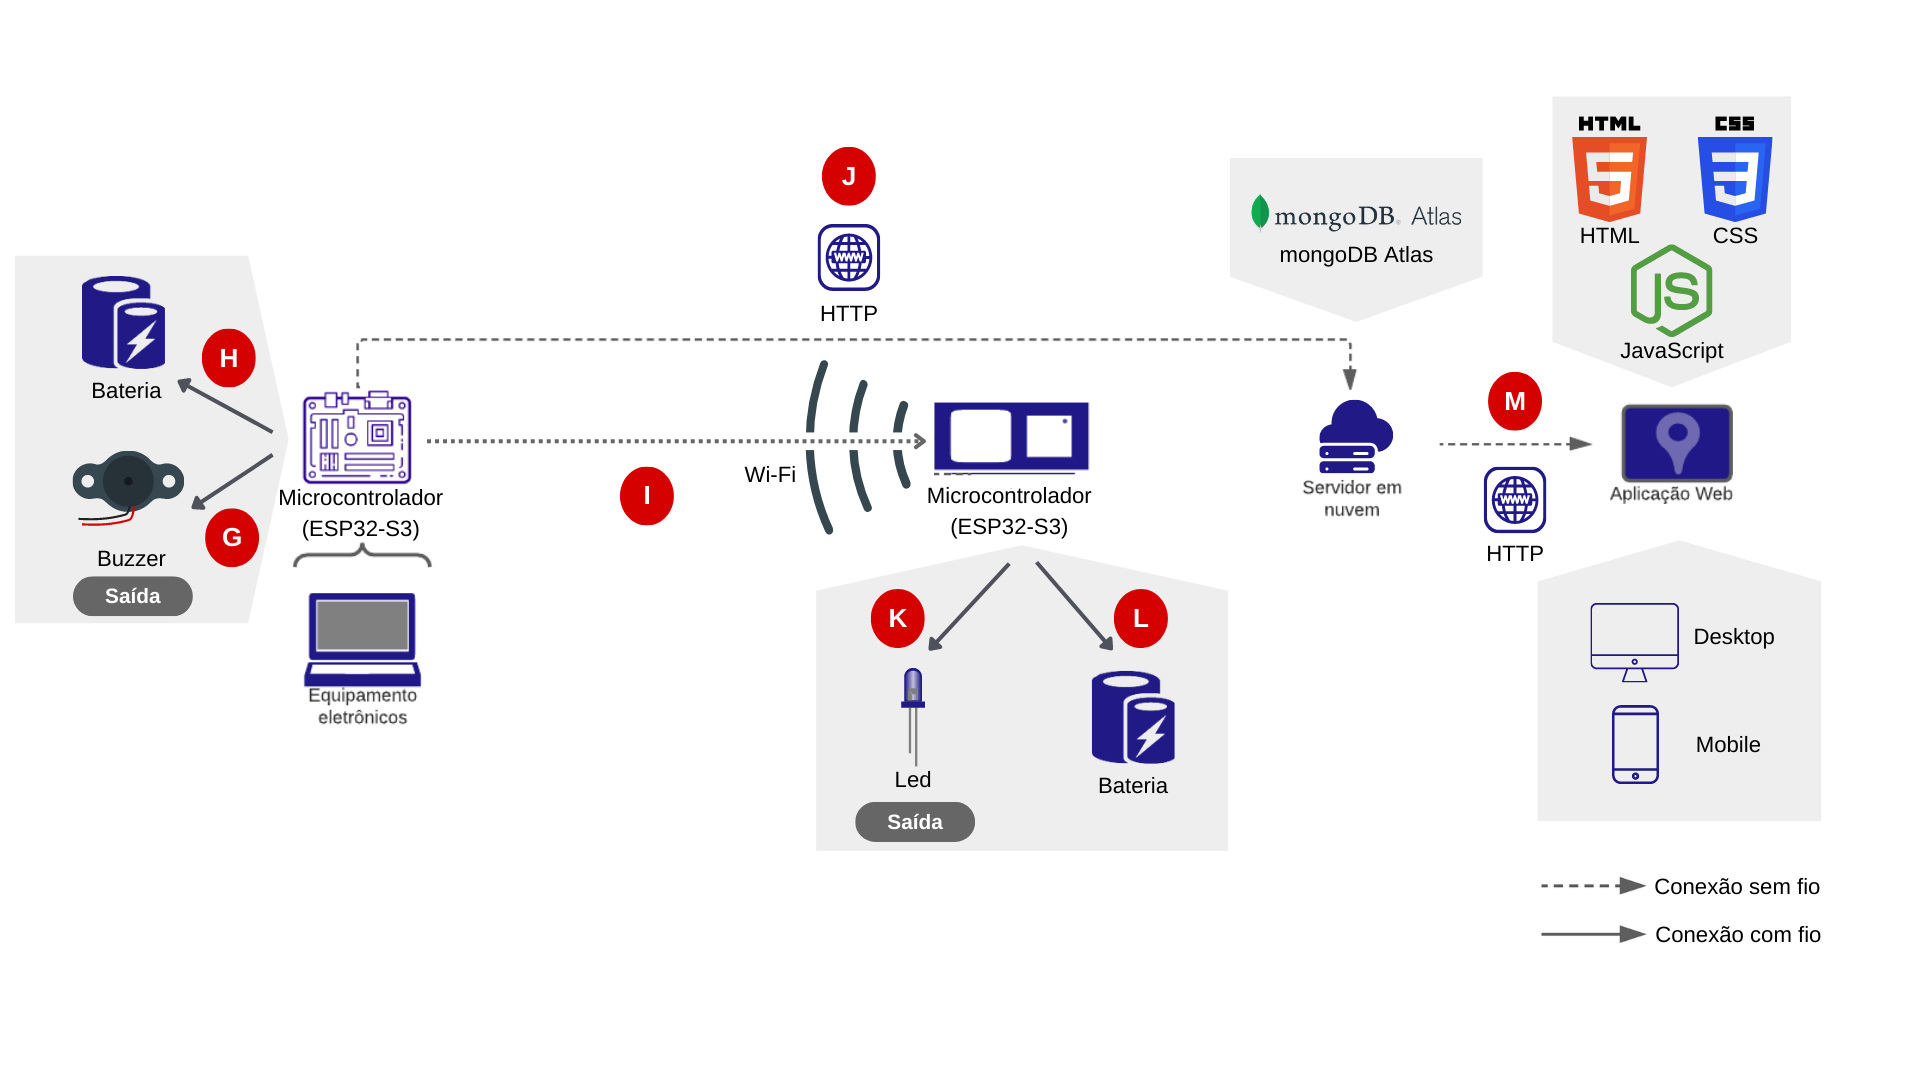 HTML
CSS
J
WWW
mongoDB® Atlas
mongoDB Atlas
HTML
CSS
JS
JavaScript
HTTP
H
Bateria
M
Microcontrolador
(ESP32-S3)
Wi-Fi
I
Microcontrolador
(ESP32-S3)
Servidor em
nuvem
Aplicação Web
WWW
HTTP
G
Buzzer
Saída
K
L
Equipamento
eletrônicos
Led
Saída
Bateria
Desktop
Mobile
Conexão sem fio
Conexão com fio